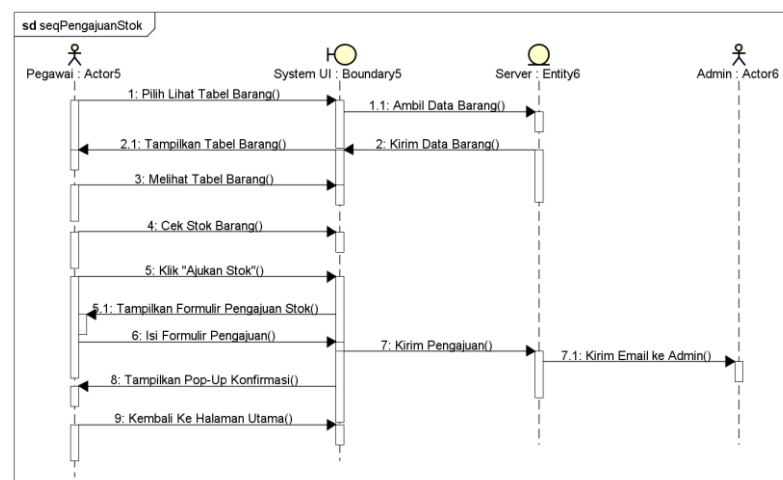 sd seqPengajuanStok
Pegawai : Actor5
System UI : Boundary5
Server : Entity6
Admin : Actor6
1: Pilih Lihat Tabel Barang()
1.1: Ambil Data Barang()
2.1: Tampilkan Tabel Barang()
2: Kirim Data Barang()
3: Melihat Tabel Barang()
4: Cek Stok Barang()
5: Klik "Ajukan Stok"()
5.1: Tampilkan Formulir Pengajuan Stok()
6: Isi Formulir Pengajuan()
7: Kirim Pengajuan()
7.1: Kirim Email ke Admin()
8: Tampilkan Pop-Up Konfirmasi()
9: Kembali Ke Halaman Utama()